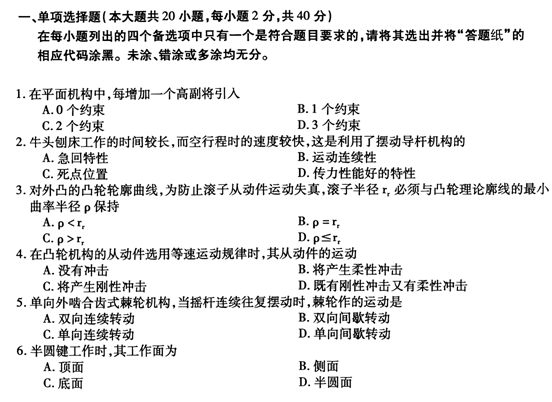 一、单项选择题(本大题共20小题,每小题2分,共40分)
在每小题列出的四个备选项中只有一个是符合题目要求的,请将其选出并将“答题纸”的
相应代码涂黑。未涂、错涂或多涂均无分。
1. 在平面机构中,每增加一个高副将引入
A. 0个约束 B. 1个约束
C. 2个约束 D. 3个约束
2. 牛头刨床工作的时间较长,而空行程时的速度较快,这是利用了摆动导杆机构的
A. 急回特性 B. 运动连续性
C. 死点位置 D. 传力性能好的特性
3. 对外凸的凸轮轮廓曲线,为防止滚子从动件运动失真,滚子半径 rr 必须与凸轮理论廓线的最小
曲率半径 ρ 保持
A. ρ<rr B. ρ=rr
C. ρ>rr D. ρ≤rr
4. 在凸轮机构的从动件选用等速运动规律时,其从动件的运动
A. 没有冲击 B. 将产生柔性冲击
C. 将产生刚性冲击 D. 既有刚性冲击又有柔性冲击
5. 单向外啮合齿式棘轮机构,当摇杆连续往复摆动时,棘轮作的运动是
A. 双向连续转动 B. 双向间歇转动
C. 单向连续转动 D. 单向间歇转动
6. 半圆键工作时,其工作面为
A. 顶面 B. 侧面
C. 底面 D. 半圆面